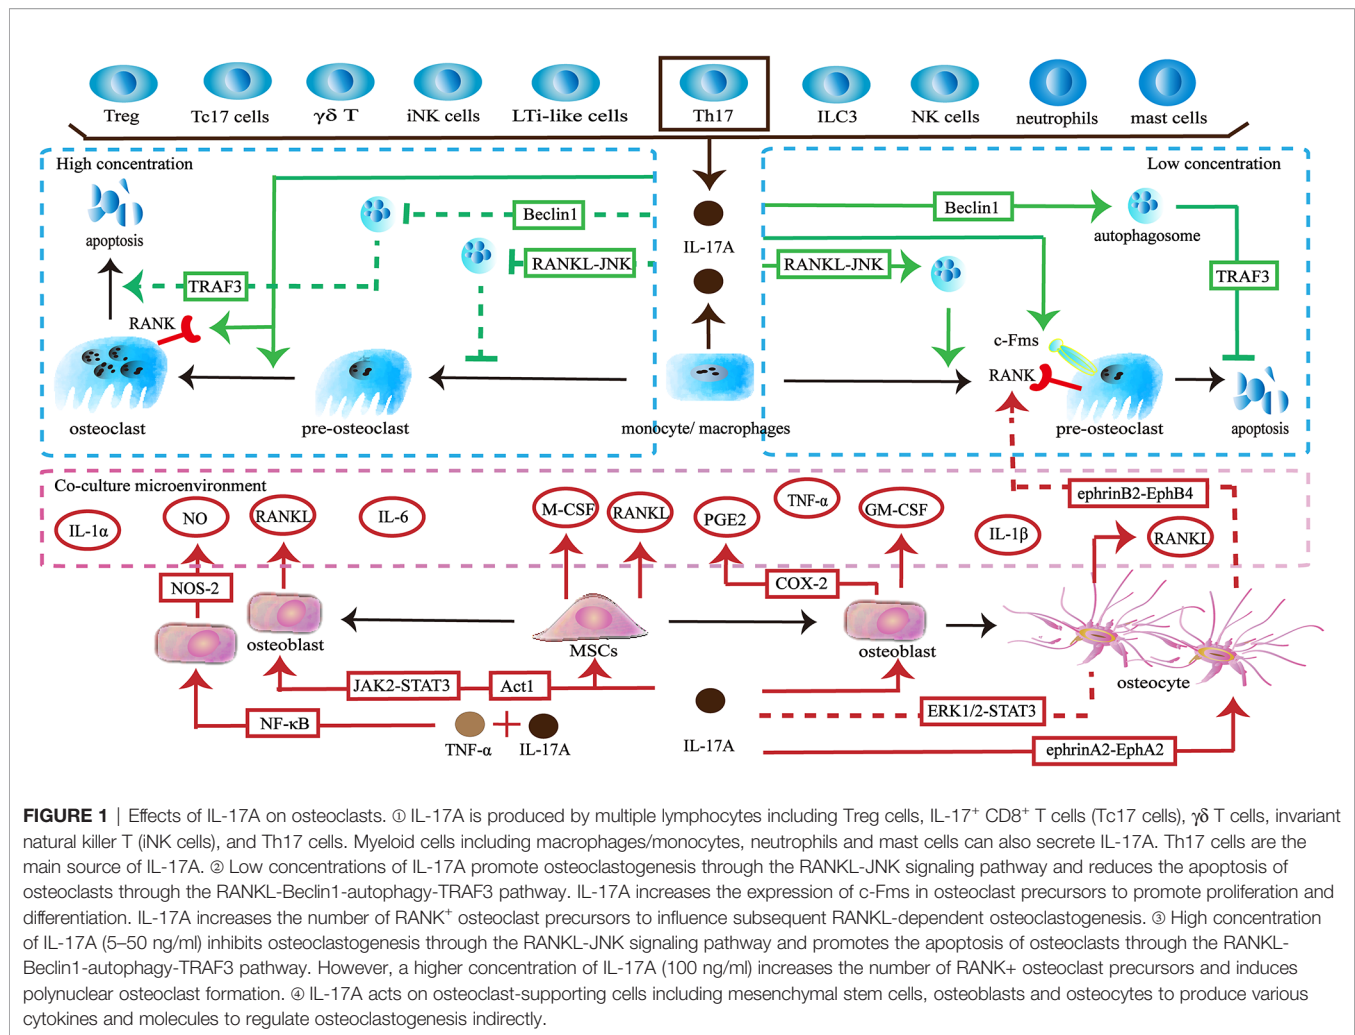 Treg
Tc17 cells
γδ T
iNK cells
LTi-like cells
Th17
ILC3
NK cells
neutrophils
mast cells
High concentration
Low concentration
apoptosis
Beclin1
RANKL-JNK
TRAF3
RANK
osteoclast
pre-osteoclast
IL-17A
monocyte/ macrophages
Beclin1
autophagosome
RANKL-JNK
TRAF3
c-Fms
RANK
pre-osteoclast
apoptosis
Co-culture microenvironment
IL-1α
NO
RANKL
IL-6
M-CSF
RANKL
PGE2
TNF-α
GM-CSF
IL-1β
ephrinB2-EphB4
RANKL
NOS-2
COX-2
osteoblast
MSCs
osteoblast
osteocyte
JAK2-STAT3
Act1
NF-κB
TNF-α
IL-17A
IL-17A
ERK1/2-STAT3
ephrinA2-EphA2
FIGURE 1 | Effects of IL-17A on osteoclasts. ① IL-17A is produced by multiple lymphocytes including Treg cells, IL-17⁺ CD8⁺ T cells (Tc17 cells), γδ T cells, invariant
natural killer T (iNK cells), and Th17 cells. Myeloid cells including macrophages/monocytes, neutrophils and mast cells can also secrete IL-17A. Th17 cells are the
main source of IL-17A. ② Low concentrations of IL-17A promote osteoclastogenesis through the RANKL-JNK signaling pathway and reduces the apoptosis of
osteoclasts through the RANKL-Beclin1-autophagy-TRAF3 pathway. IL-17A increases the expression of c-Fms in osteoclast precursors to promote proliferation and
differentiation. IL-17A increases the number of RANK⁺ osteoclast precursors to influence subsequent RANKL-dependent osteoclastogenesis. ③ High concentration
of IL-17A (5–50 ng/ml) inhibits osteoclastogenesis through the RANKL-JNK signaling pathway and promotes the apoptosis of osteoclasts through the RANKL-
Beclin1-autophagy-TRAF3 pathway. However, a higher concentration of IL-17A (100 ng/ml) increases the number of RANK+ osteoclast precursors and induces
polynuclear osteoclast formation. ④ IL-17A acts on osteoclast-supporting cells including mesenchymal stem cells, osteoblasts and osteocytes to produce various
cytokines and molecules to regulate osteoclastogenesis indirectly.